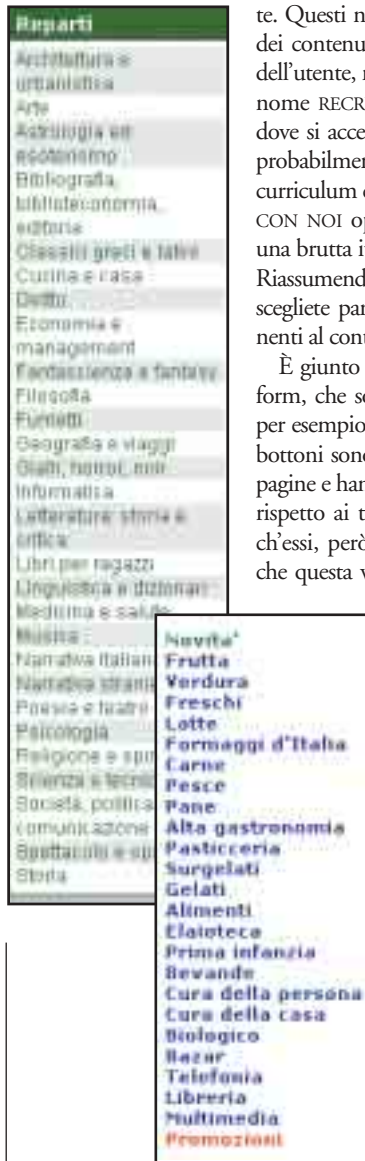 Reparti
Architettura e
urbanistica
Arte
Astrologia ed
esoterismo
Bibliografia,
biblioteconomia,
editoria
Classici greci e latini
Cucina e casa
Diritto
Economia e
management
Fantascienza e fantasy
Filosofia
Fumetti
Geografia e viaggi
Gialli, horror, noir
Informatica
Letterature: storia e
critica
Libri per ragazzi
Linguistica e dizionari
Medicina e salute
Musica
Narrativa italian
Narrativa strani
Poesia e teatro
Psicologia
Religione e spir
Scienza e tecnic
Società, politica
comunicazione
Spettacolo e sp
Storia
te. Questi n
dei contenu
dell'utente, 
nome RECR
dove si acce
probabilmen
curriculum 
CON NOI op
una brutta i
Riassumend
scegliete par
nenti al cont
È giunto
form, che s
per esempio
bottoni sono
pagine e han
rispetto ai t
ch'essi, però
che questa v
Novita'
Frutta
Verdura
Freschi
Latte
Formaggi d'Italia
Carne
Pesce
Pane
Alta gastronomia
Pasticceria
Surgelati
Gelati
Alimenti
Elaioteca
Prima infanzia
Bevande
Cura della persona
Cura della casa
Biologico
Bazar
Telefonia
Libreria
Multimedia
Promozioni